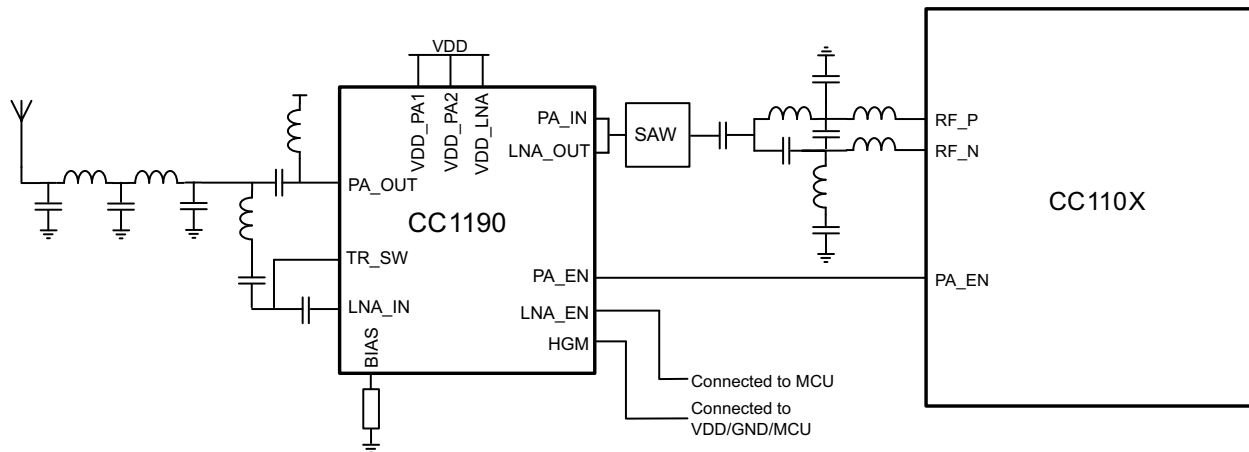 VDD
VDD_PA1
VDD_PA2
VDD_LNA
PA_IN
LNA_OUT
SAW
RF_P
RF_N
PA_OUT
CC1190
CC110X
TR_SW
PA_EN
PA_EN
LNA_IN
LNA_EN
HGM
BIAS
Connected to MCU
Connected to
VDD/GND/MCU